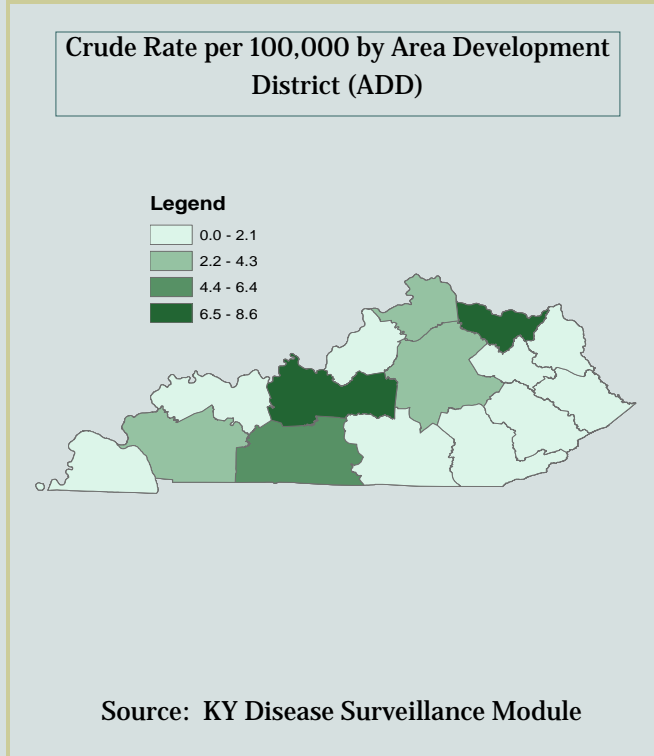 Crude Rate per 100,000 by Area Development
District (ADD)
Legend
0.0 - 2.1
2.2 - 4.3
4.4 - 6.4
6.5 - 8.6
Source: KY Disease Surveillance Module